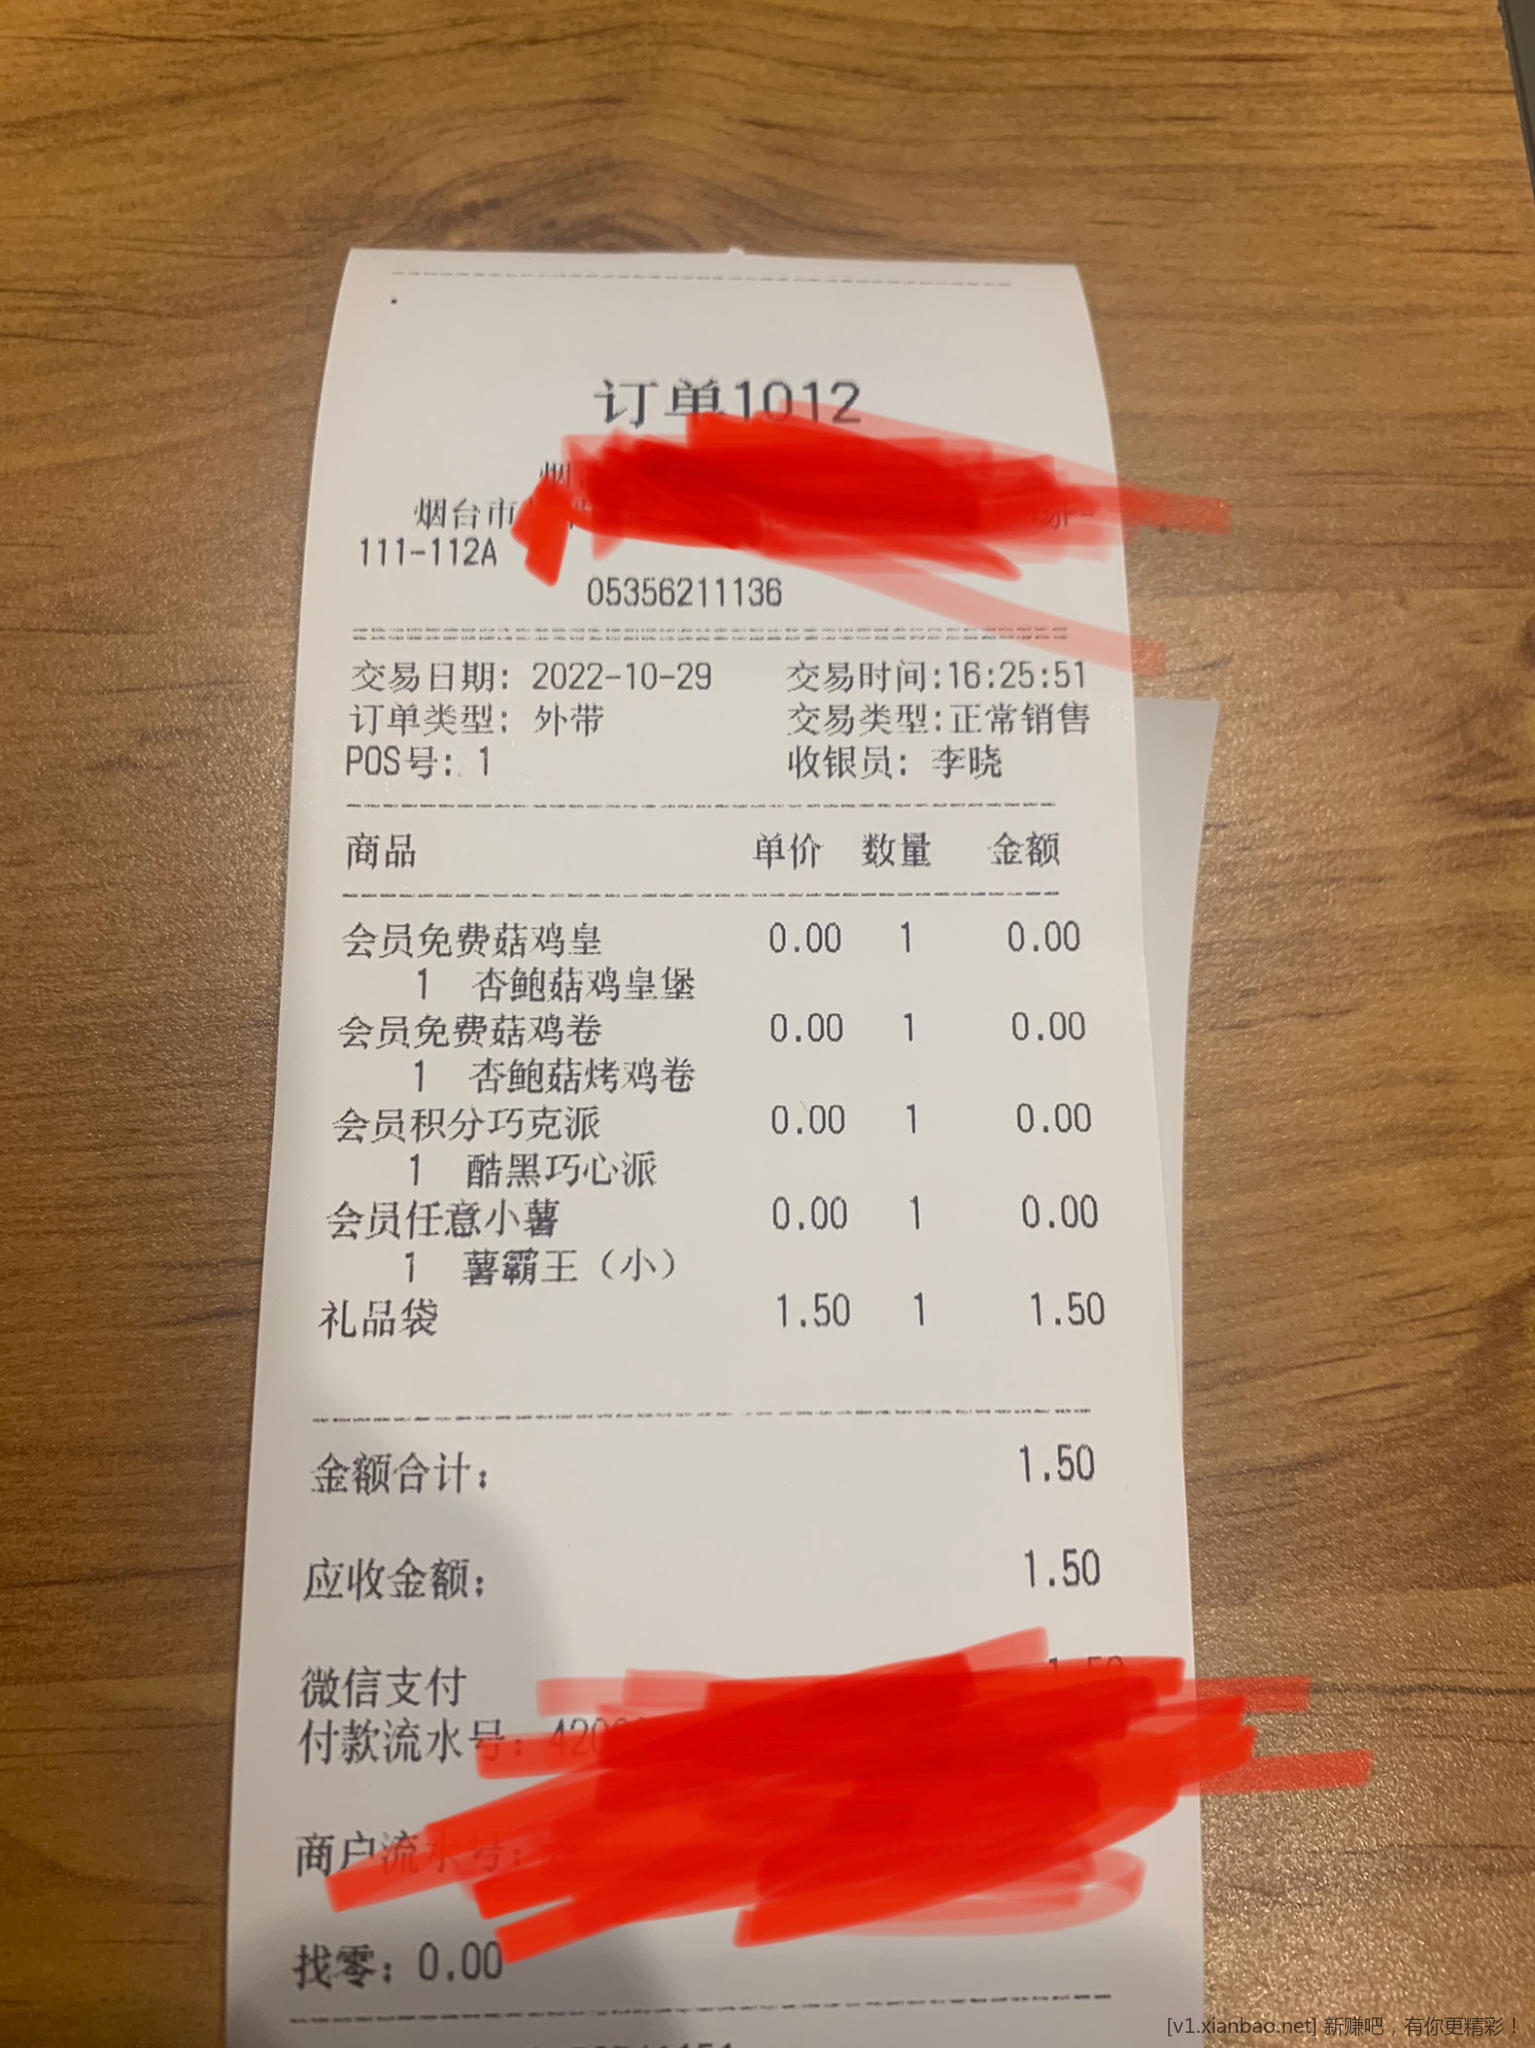 订单1012
烟台
烟台市
111-112A
05356211136
交易日期: 2022-10-29 交易时间:16:25:51
订单类型: 外带 交易类型:正常销售
POS号: 1 收银员: 李晓
商品 单价 数量 金额
会员免费菇鸡皇 0.00 1 0.00
1 杏鲍菇鸡皇堡
会员免费菇鸡卷 0.00 1 0.00
1 杏鲍菇烤鸡卷
会员积分巧克派 0.00 1 0.00
1 酷黑巧心派
会员任意小薯 0.00 1 0.00
1 薯霸王（小）
礼品袋 1.50 1 1.50
金额合计: 1.50
应收金额: 1.50
微信支付 1.50
付款流水号: 420
商户流水号:
找零: 0.00
[v1.xianbao.net] 新赚吧，有你更精彩！